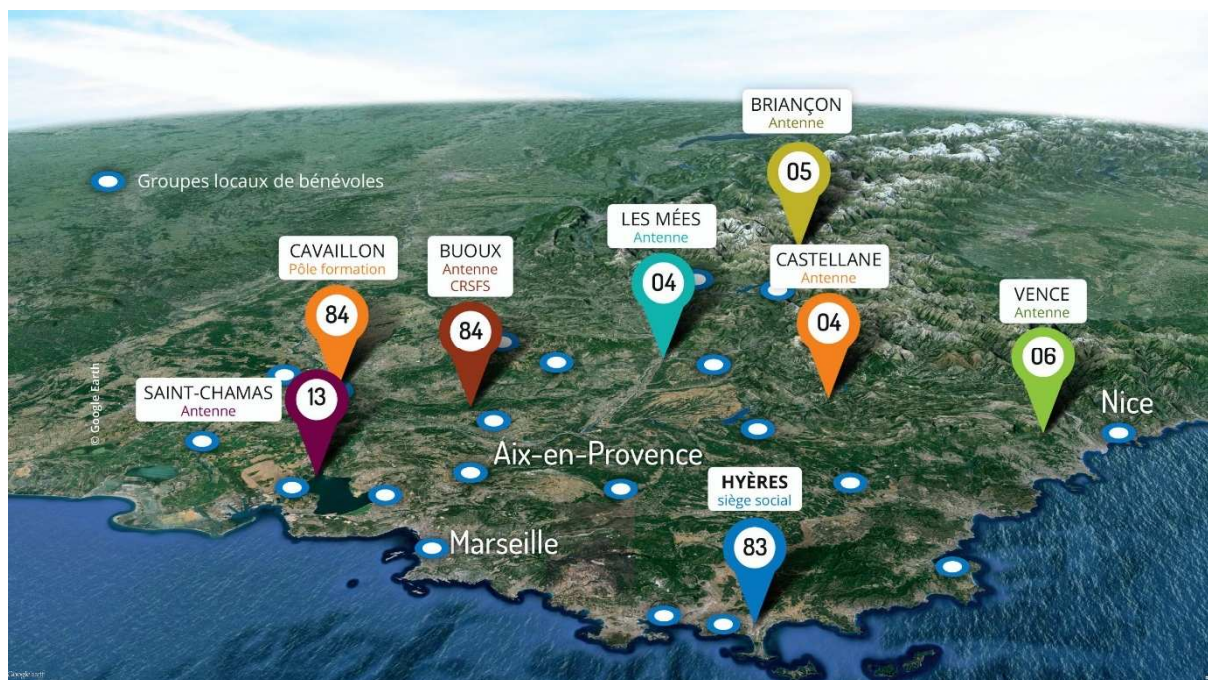 BRIANÇON
Antenne
05
Groupes locaux de bénévoles
LES MÉES
Antenne
04
CAVAILLON
Pôle formation
84
BUOUX
Antenne
CRSFS
84
CASTELLANE
Antenne
04
VENCE
Antenne
06
SAINT-CHAMAS
Antenne
13
© Google Earth
Nice
Aix-en-Provence
HYÈRES
siège social
83
Marseille
Google earth